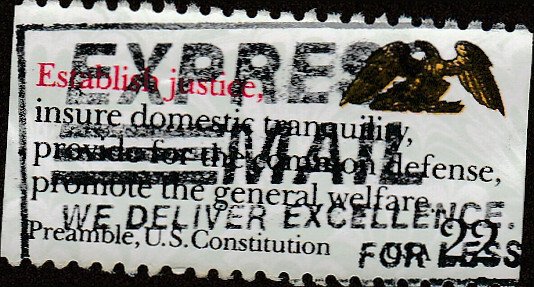 EXPRESS
MAIL
WE DELIVER EXCELLENCE.
FOR LESS
Establish justice,
insure domestic tranquility,
provide for the common defense,
promote the general welfare,
Preamble, U.S. Constitution
USA 22